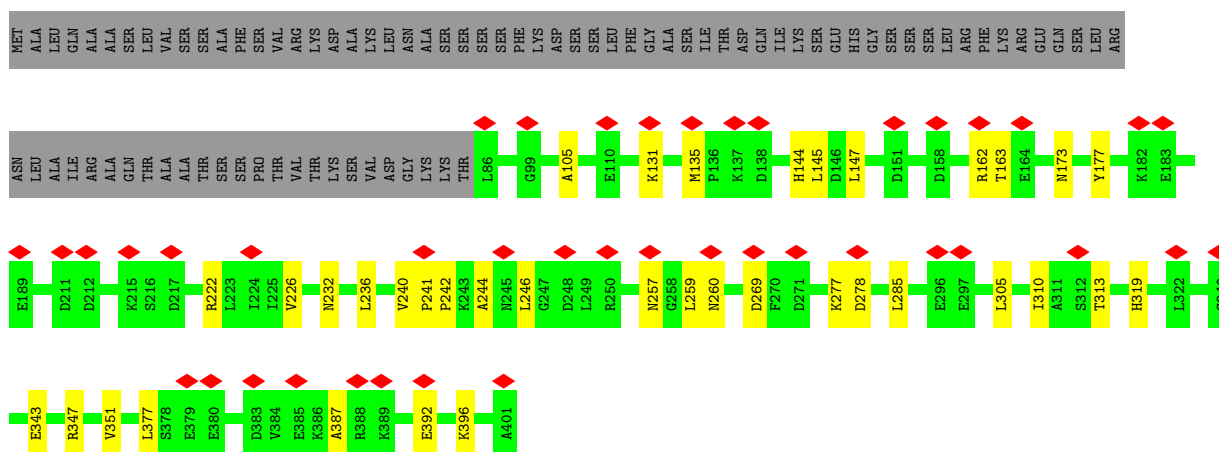 MET ALA LEU GLN ALA ALA SER LEU VAL SER SER ALA PHE SER VAL ARG LYS ASP ALA LYS LEU ASN ALA SER SER SER SER PHE LYS ASP SER SER LEU PHE GLY ALA SER ILE THR ASP GLN ILE LYS SER GLU HIS GLY SER SER SER LEU ARG PHE LYS ARG GLU GLN SER LEU ARG
ASN LEU ALA ILE ARG ALA GLN THR ALA ALA THR SER SER PRO THR VAL THR LYS SER VAL ASP GLY LYS LYS THR L86 G99 A105 E110 K131 M135 P136 K137 D138 H144 L145 D146 L147 D151 D158 R162 T163 E164 N173 Y177 K182 E183
E189 D211 D212 K215 S216 D217 R222 L223 I224 I225 V226 N232 L236 V240 P241 P242 K243 A244 N245 L246 G247 D248 L249 R250 N257 G258 L259 N260 D269 F270 D271 K277 D278 L285 E296 E297 L305 I310 A311 S312 T313 H319 L322
E343 R347 V351 L377 S378 E379 E380 D383 V384 E385 K386 A387 R388 K389 E392 K396 A401